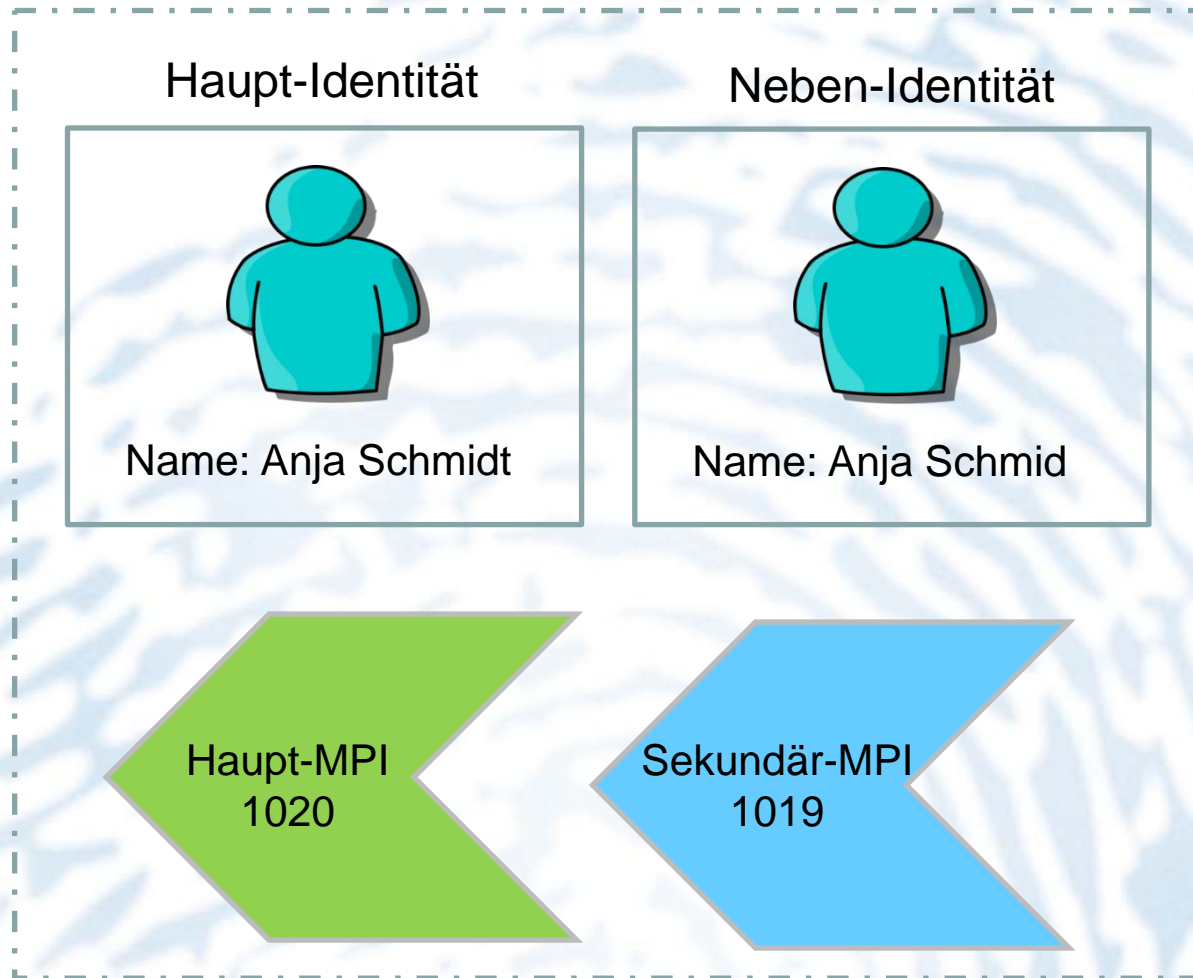 Haupt-Identität
Neben-Identität
Name: Anja Schmidt
Name: Anja Schmid
Haupt-MPI
1020
Sekundär-MPI
1019